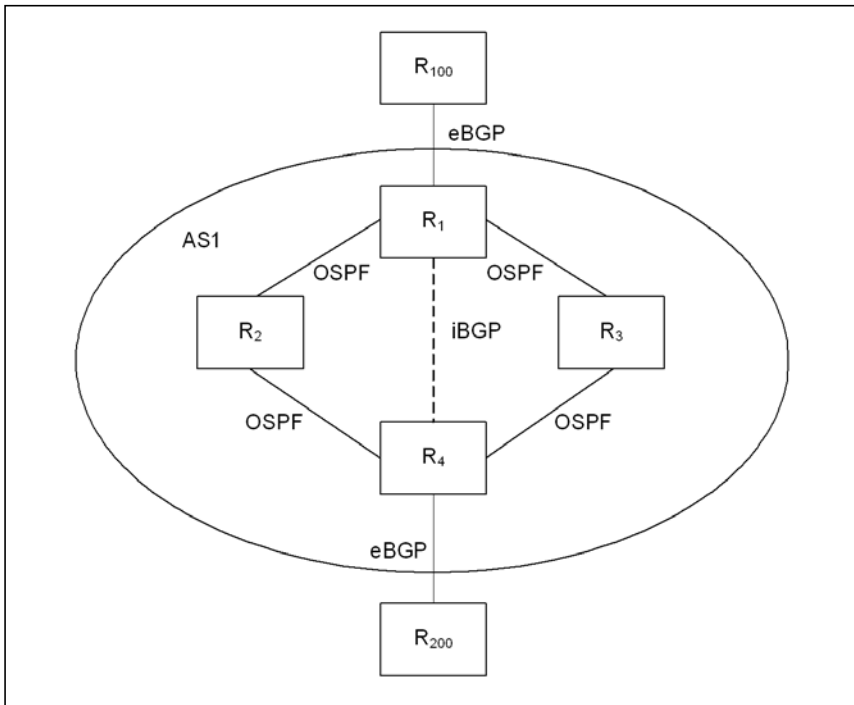 R₁₀₀
eBGP
R₁
AS1
OSPF
OSPF
R₂
iBGP
R₃
OSPF
OSPF
R₄
eBGP
R₂₀₀